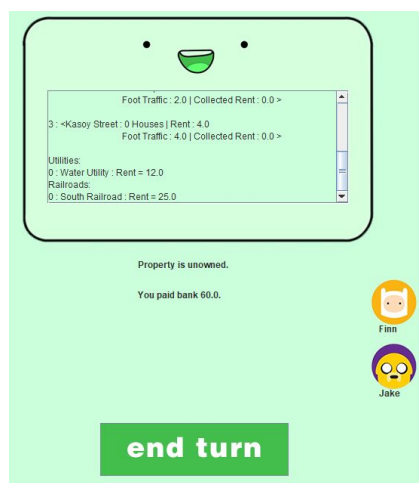 Foot Traffic : 2.0 | Collected Rent : 0.0 >
3 : <Kasoy Street : 0 Houses | Rent : 4.0
Foot Traffic : 4.0 | Collected Rent : 0.0 >
Utilities:
0 : Water Utility : Rent = 12.0
Railroads:
0 : South Railroad : Rent = 25.0
Property is unowned.
You paid bank 60.0.
Finn
Jake
end turn